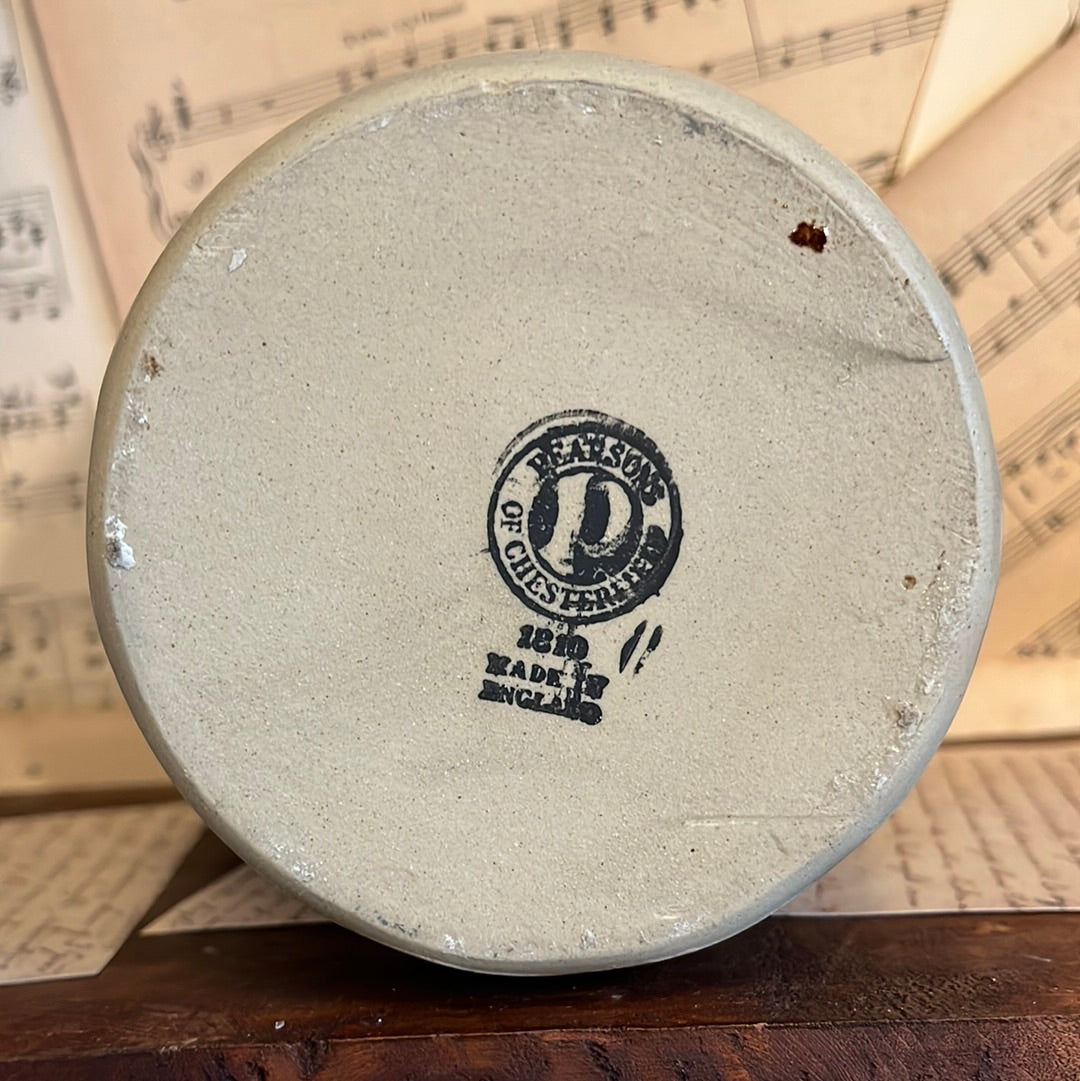 PEARSONS
OF CHESTERFIELD
P
1810
MADE IN
ENGLAND